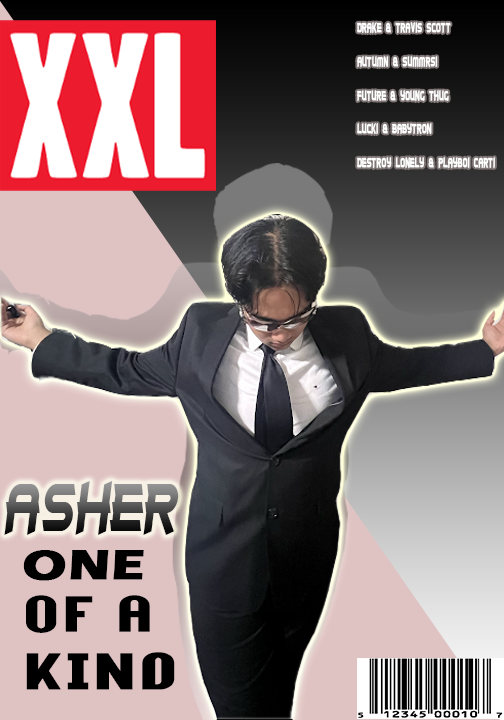 XXL
DRAKE & TRAVIS SCOTT
AUTUMN & SUMMRS!
FUTURE & YOUNG THUG
LUCKI & BABYTRON
DESTROY LONELY & PLAYBOI CARTI
ASHER
ONE
OF A
KIND
5 12345 00010 7